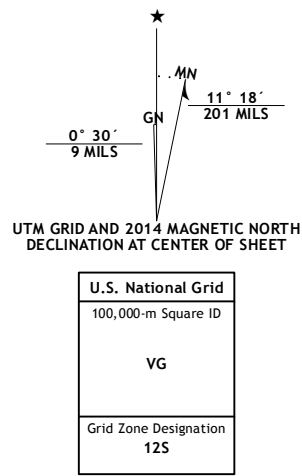 ★
MN
GN
11° 18´
201 MILS
0° 30´
9 MILS
UTM GRID AND 2014 MAGNETIC NORTH
DECLINATION AT CENTER OF SHEET
U.S. National Grid
100,000-m Square ID
VG
Grid Zone Designation
12S